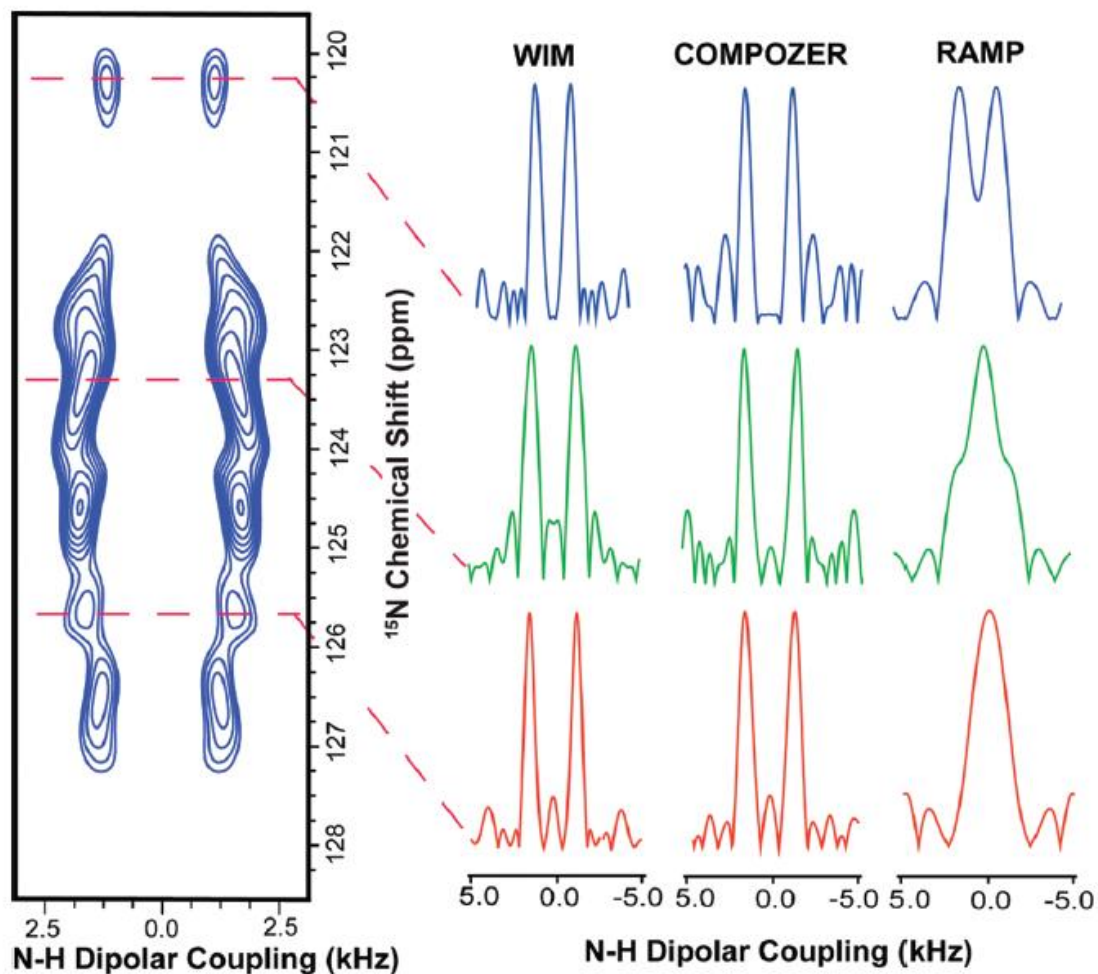 WIM COMPOZER RAMP
120
121
122
123
124
125
126
127
128
¹⁵N Chemical Shift (ppm)
2.5 0.0 2.5
N-H Dipolar Coupling (kHz)
5.0 0.0 -5.0 5.0 0.0 -5.0 5.0 0.0 -5.0
N-H Dipolar Coupling (kHz)